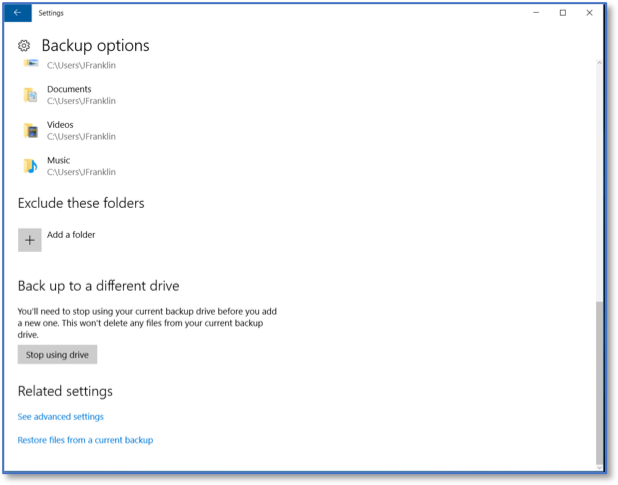 Settings
Backup options
C:\Users\JFranklin
Documents
C:\Users\JFranklin
Videos
C:\Users\JFranklin
Music
C:\Users\JFranklin
Exclude these folders
Add a folder
Back up to a different drive
You'll need to stop using your current backup drive before you add
a new one. This won't delete any files from your current backup
drive.
Stop using drive
Related settings
See advanced settings
Restore files from a current backup